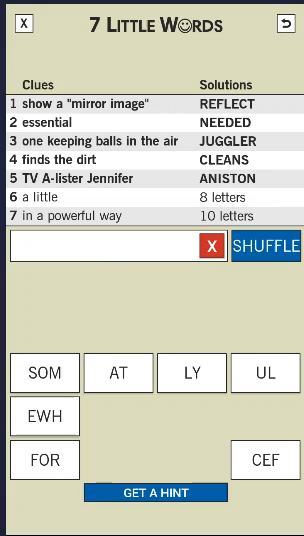 X
7 LITTLE WORDS
Clues Solutions
1 show a "mirror image" REFLECT
2 essential NEEDED
3 one keeping balls in the air JUGGLER
4 finds the dirt CLEANS
5 TV A-lister Jennifer ANISTON
6 a little 8 letters
7 in a powerful way 10 letters
X SHUFFLE
SOM AT LY UL
EWH
FOR CEF
GET A HINT